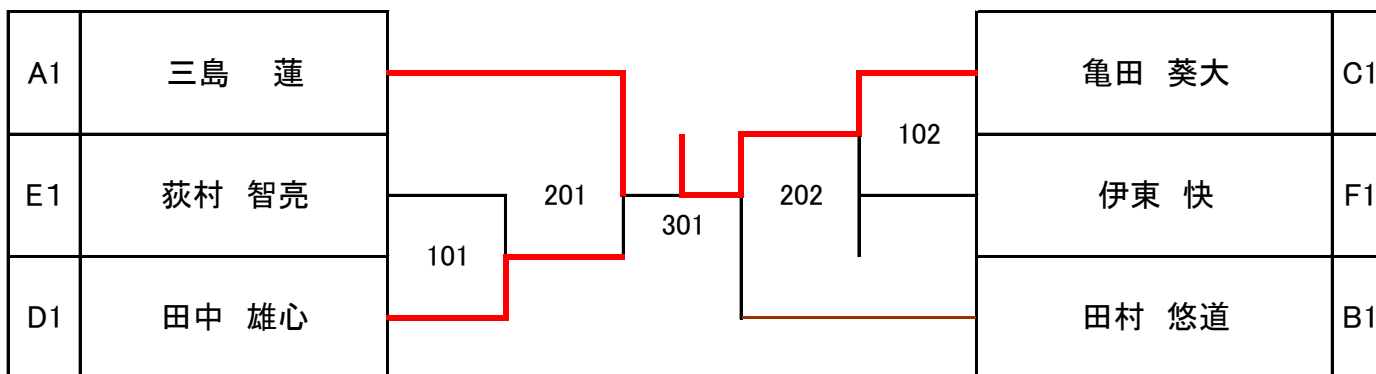 A1 三島 蓮
亀田 葵大 C1
102
E1 荻村 智亮
201
202
伊東 快 F1
301
101
D1 田中 雄心
田村 悠道 B1